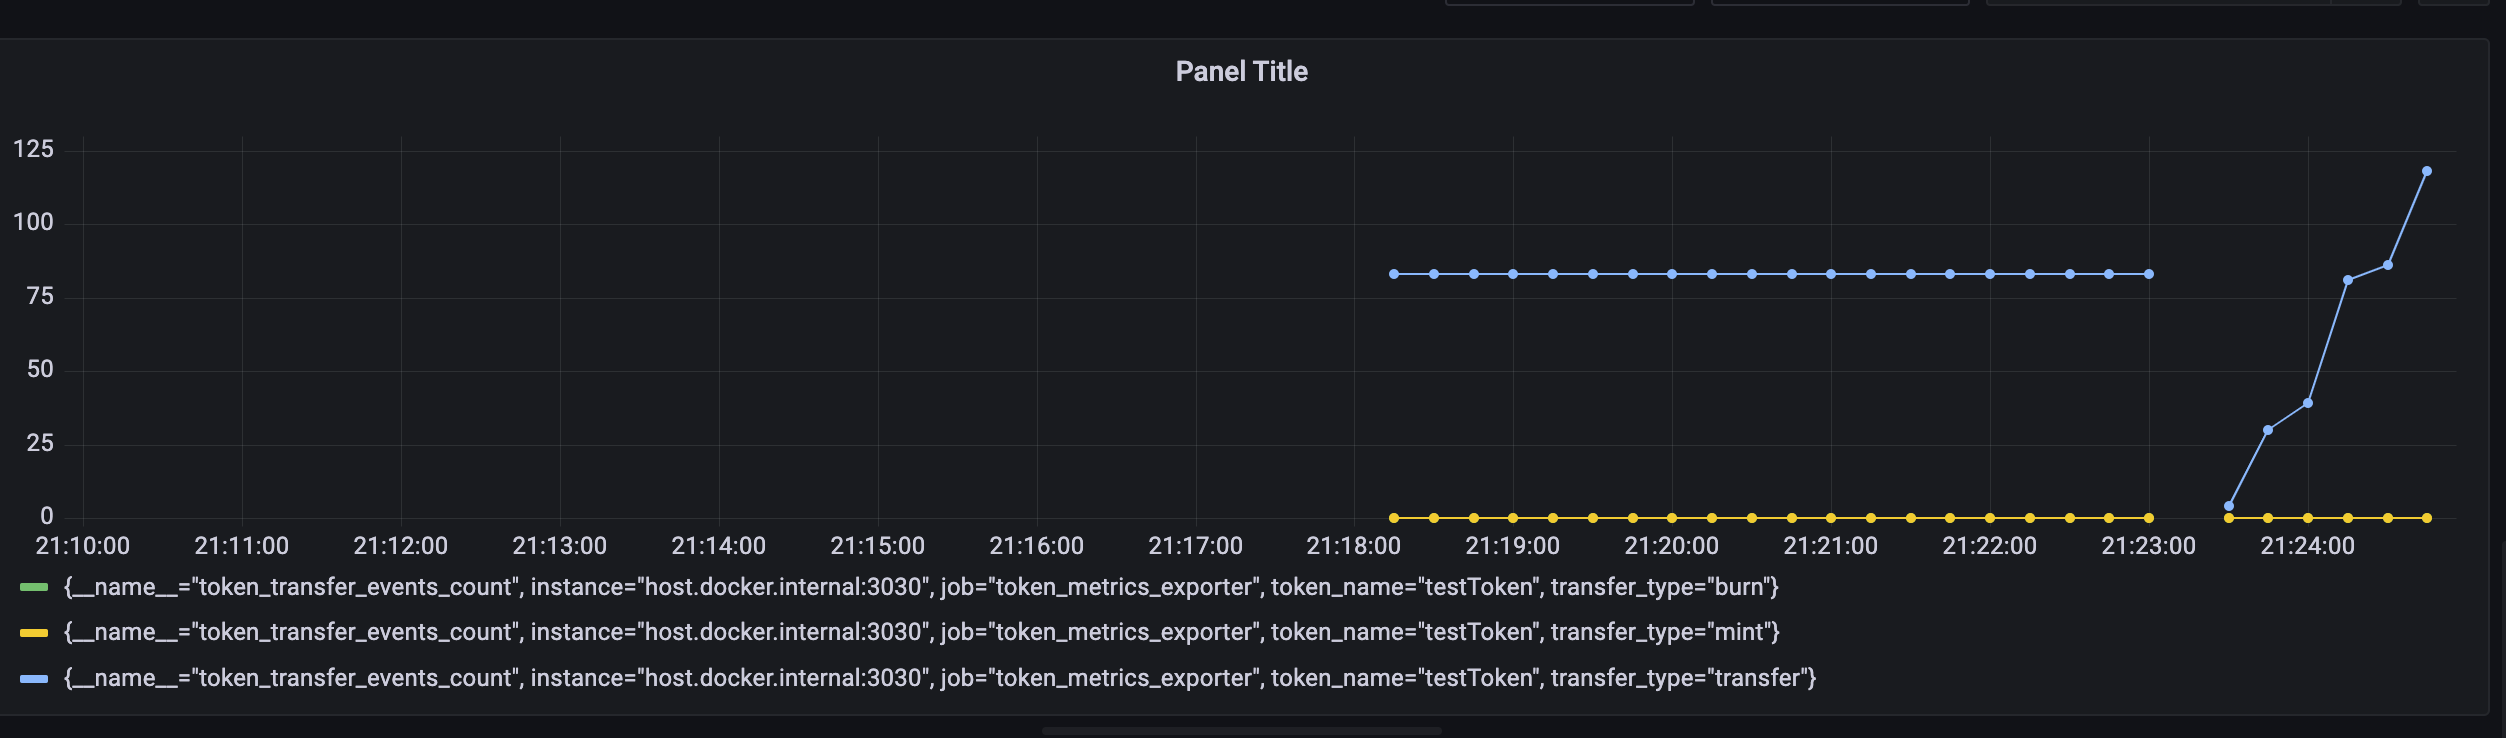 Panel Title
125
100
75
50
25
0
21:10:00 21:11:00 21:12:00 21:13:00 21:14:00 21:15:00 21:16:00 21:17:00 21:18:00 21:19:00 21:20:00 21:21:00 21:22:00 21:23:00 21:24:00
{__name__="token_transfer_events_count", instance="host.docker.internal:3030", job="token_metrics_exporter", token_name="testToken", transfer_type="burn"}
{__name__="token_transfer_events_count", instance="host.docker.internal:3030", job="token_metrics_exporter", token_name="testToken", transfer_type="mint"}
{__name__="token_transfer_events_count", instance="host.docker.internal:3030", job="token_metrics_exporter", token_name="testToken", transfer_type="transfer"}